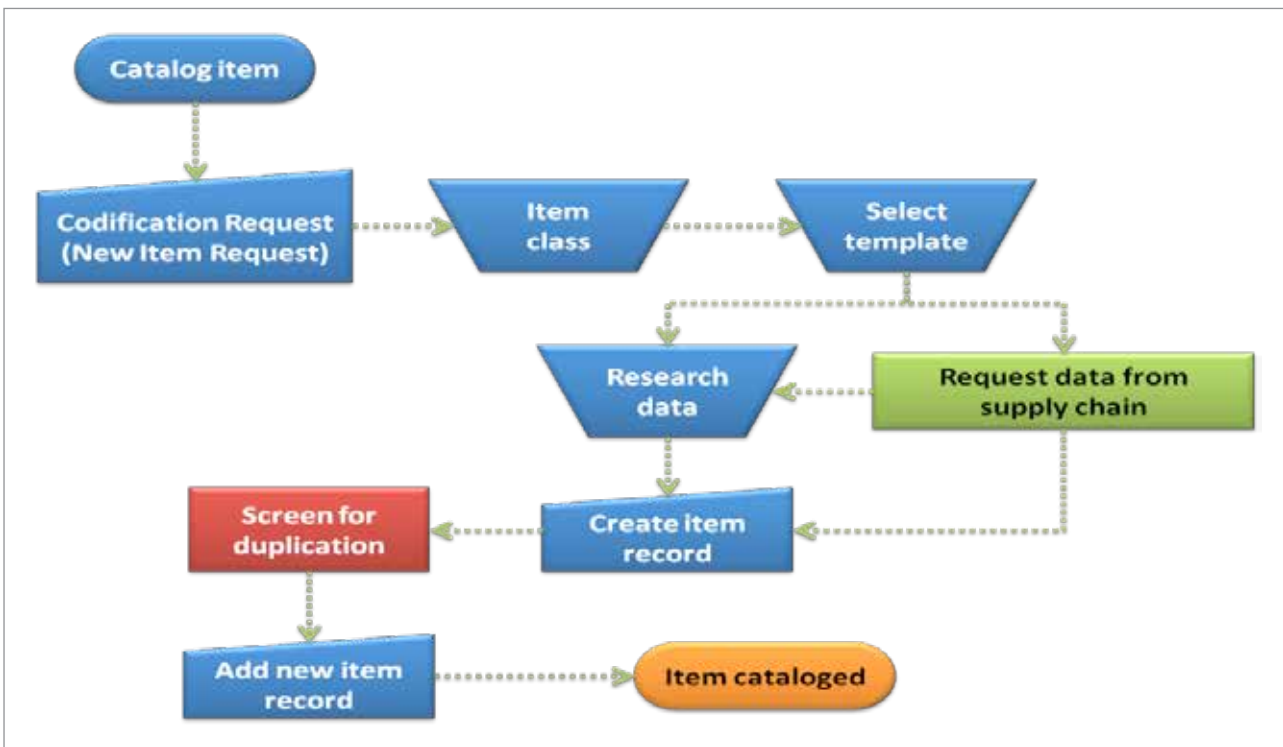 Catalog item
Codification Request
(New Item Request)
Item
class
Select
template
Research
data
Request data from
supply chain
Screen for
duplication
Create item
record
Add new item
record
Item cataloged